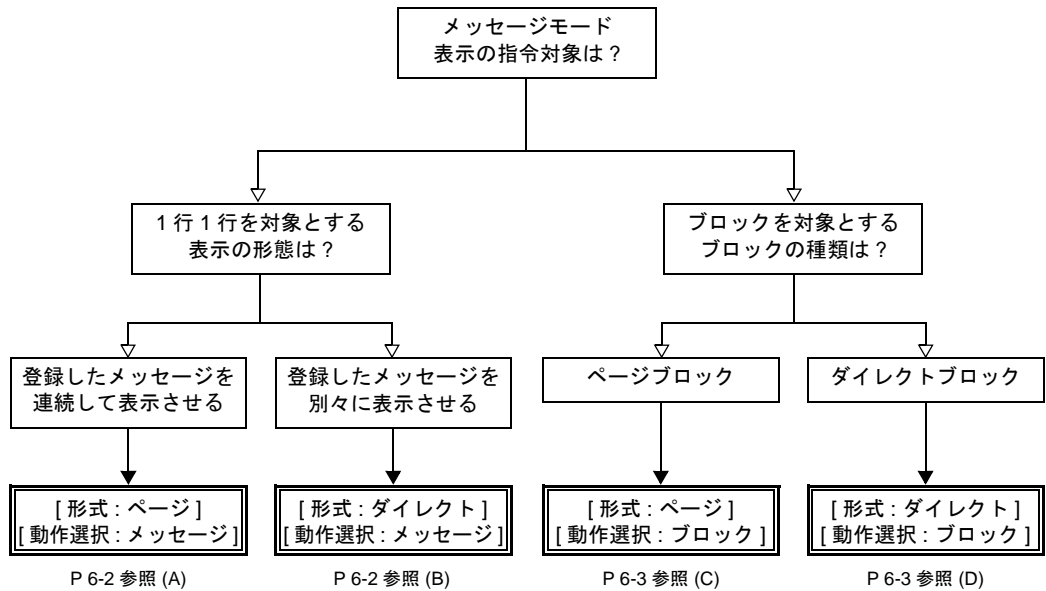 メッセージモード
表示の指令対象は？
1 行 1 行を対象とする
表示の形態は？
ブロックを対象とする
ブロックの種類は？
登録したメッセージを
連続して表示させる
登録したメッセージを
別々に表示させる
ページブロック
ダイレクトブロック
[ 形式 : ページ ]
[ 動作選択 : メッセージ ]
[ 形式 : ダイレクト ]
[ 動作選択 : メッセージ ]
[ 形式 : ページ ]
[ 動作選択 : ブロック ]
[ 形式 : ダイレクト ]
[ 動作選択 : ブロック ]
P 6-2 参照 (A)
P 6-2 参照 (B)
P 6-3 参照 (C)
P 6-3 参照 (D)